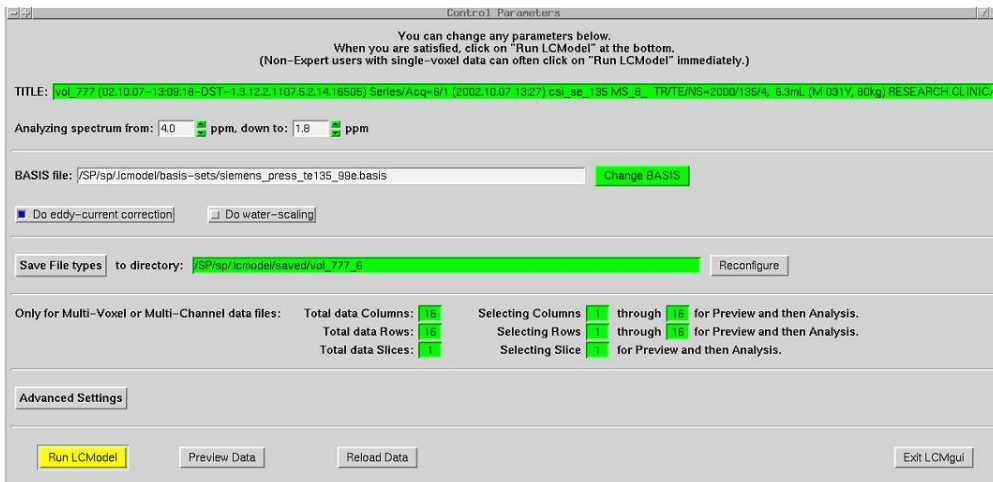 Control Parameters
You can change any parameters below.
When you are satisfied, click on "Run LCModel" at the bottom.
(Non-Expert users with single-voxel data can often click on "Run LCModel" immediately.)
TITLE: vol_777 (02.10.07-13:09:18-DST-1.3.12.2.1107.5.2.14.16505) Series/Acq=6/1 (2002.10.07 13:27) csi_se_135 MS_8_ TR/TE/NS=2000/135/4, 6.3mL (M 031Y, 80kg) RESEARCH CLINICA
Analyzing spectrum from: 4.0 ppm, down to: 1.8 ppm
BASIS file: /SP/sp/.lcmodel/basis-sets/siemens_press_te135_99e.basis Change BASIS
Do eddy-current correction Do water-scaling
Save File types to directory: /SP/sp/.lcmodel/saved/vol_777_6 Reconfigure
Only for Multi-Voxel or Multi-Channel data files: Total data Columns: 16 Selecting Columns 1 through 16 for Preview and then Analysis.
Total data Rows: 16 Selecting Rows 1 through 16 for Preview and then Analysis.
Total data Slices: 1 Selecting Slice 1 for Preview and then Analysis.
Advanced Settings
Run LCModel Preview Data Reload Data Exit LCMgui